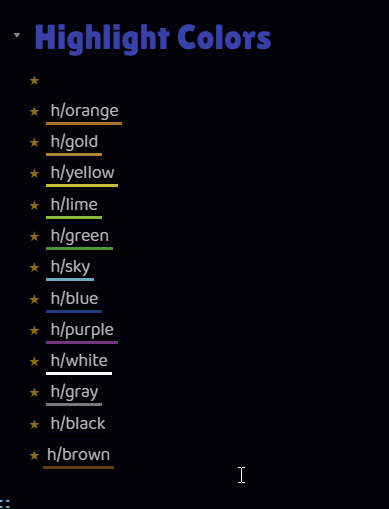 Highlight Colors
h/orange
h/gold
h/yellow
h/lime
h/green
h/sky
h/blue
h/purple
h/white
h/gray
h/black
h/brown